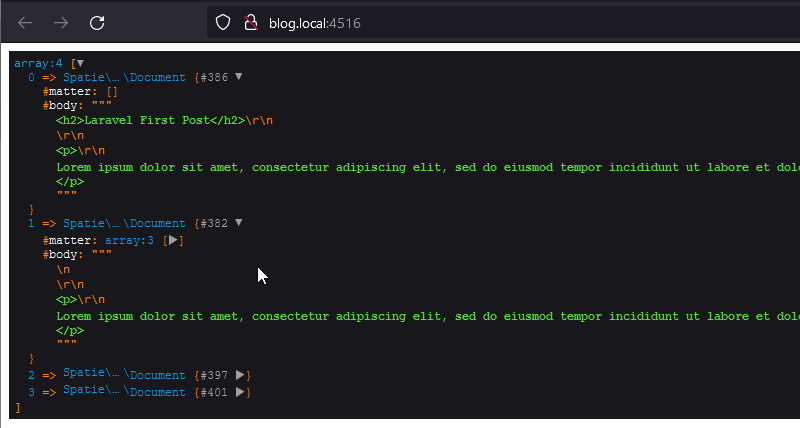 blog.local:4516
array:4 [▼
0 => Spatie\…\Document {#386 ▼
#matter: []
#body: """
<h2>Laravel First Post</h2>\r\n
\r\n
<p>\r\n
Lorem ipsum dolor sit amet, consectetur adipiscing elit, sed do eiusmod tempor incididunt ut labore et dol
</p>
"""
}
1 => Spatie\…\Document {#382 ▼
#matter: array:3 [▶]
#body: """
\n
\r\n
<p>\r\n
Lorem ipsum dolor sit amet, consectetur adipiscing elit, sed do eiusmod tempor incididunt ut labore et dol
</p>
"""
}
2 => Spatie\…\Document {#397 ▶}
3 => Spatie\…\Document {#401 ▶}
]